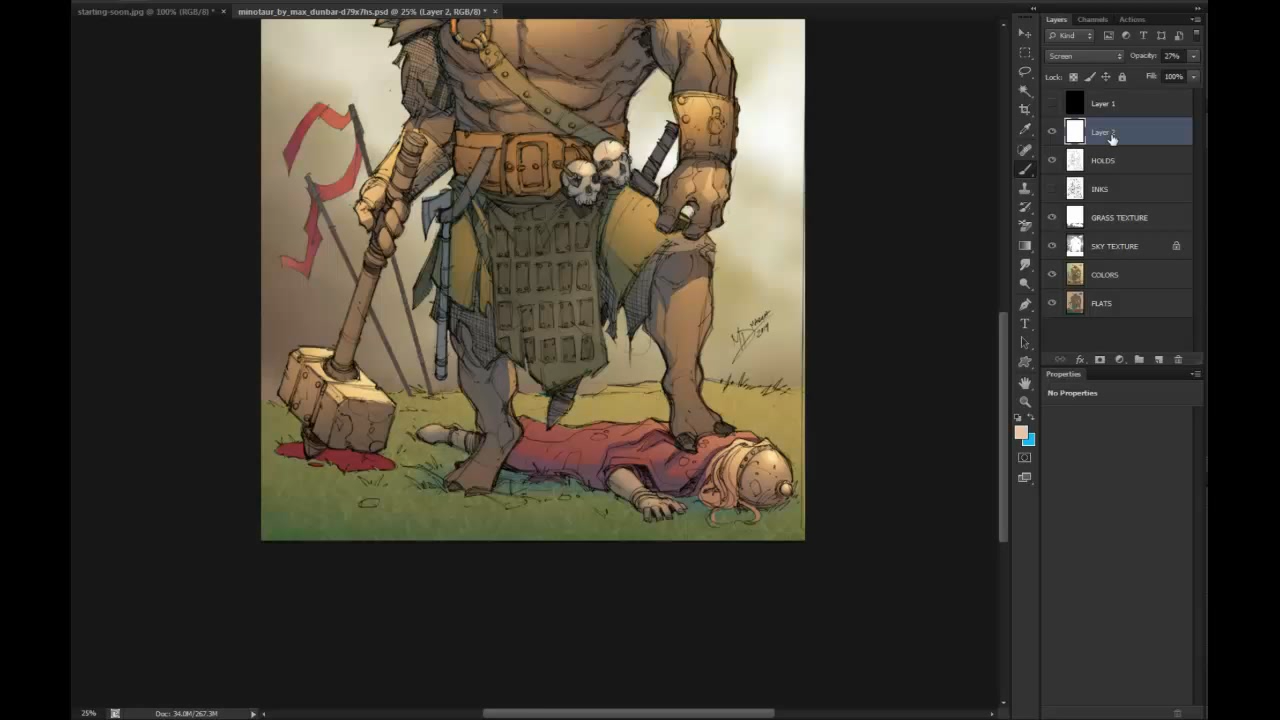 starting-soon.jpg @ 100% (RGB/8) * ×
minotaur_by_max_dunbar-d79x7hs.psd @ 25% (Layer 2, RGB/8) * ×
Layers Channels Actions
Kind
Screen Opacity: 27%
Lock: Fill: 100%
Layer 1
Layer 2
HOLDS
INKS
GRASS TEXTURE
SKY TEXTURE
COLORS
FLATS
Properties
No Properties
25% Doc: 34.0M/267.3M